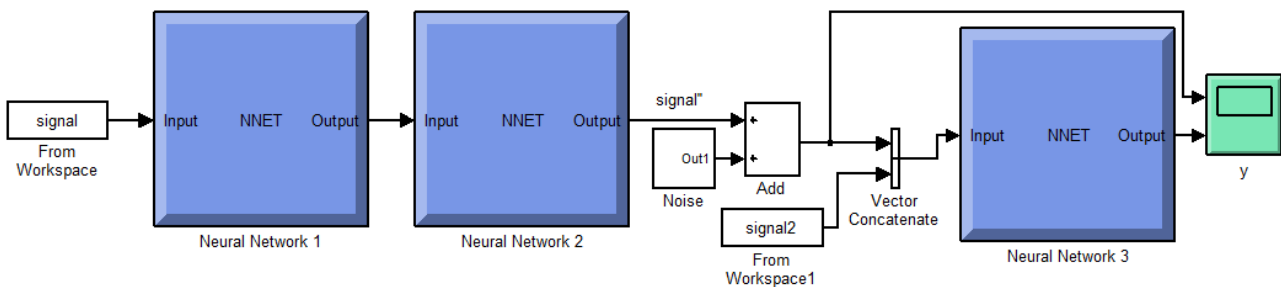 signal
From
Workspace
Input NNET Output
Neural Network 1
Input NNET Output
Neural Network 2
signal"
Out1
Noise
Add
signal2
From
Workspace1
Vector
Concatenate
Input NNET Output
Neural Network 3
y